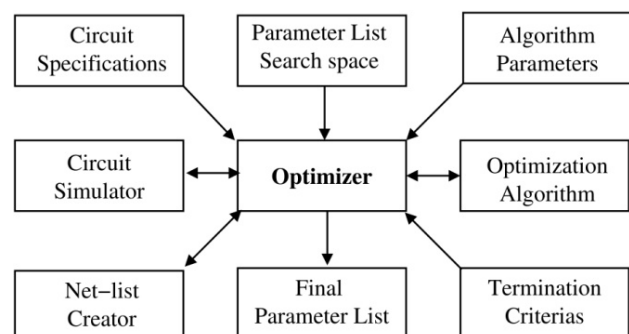 Circuit
Specifications
Parameter List
Search space
Algorithm
Parameters
Circuit
Simulator
Optimizer
Optimization
Algorithm
Net-list
Creator
Final
Parameter List
Termination
Criterias